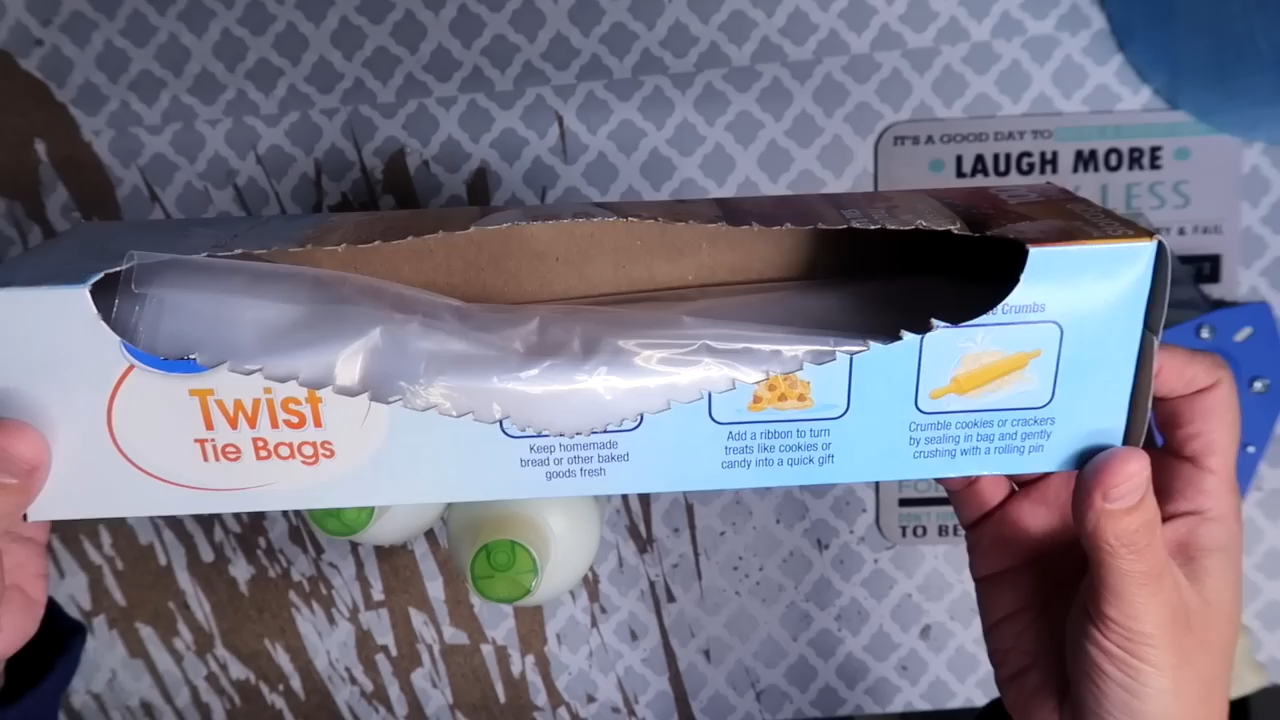 IT'S A GOOD DAY TO
LAUGH MORE
LESS
& FAIL
Crumbs
Twist
Tie Bags
Keep homemade
bread or other baked
goods fresh
Add a ribbon to turn
treats like cookies or
candy into a quick gift
Crumble cookies or crackers
by sealing in bag and gently
crushing with a rolling pin
TO BE